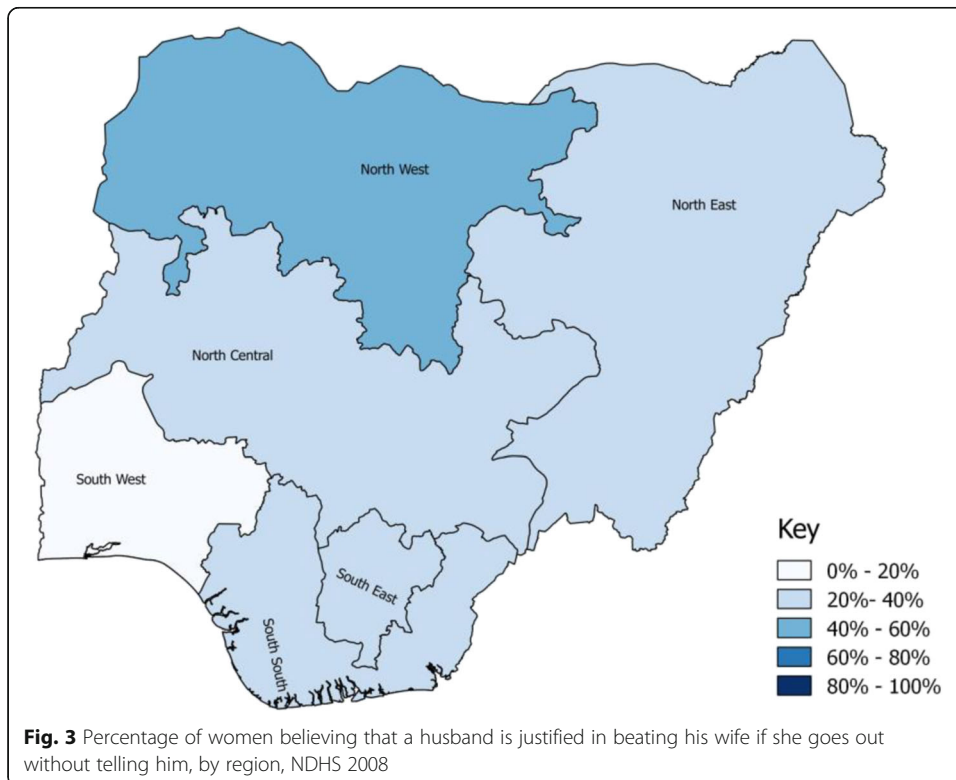 North West
North East
North Central
South West
South East
South South
Key
0% - 20%
20%- 40%
40% - 60%
60% - 80%
80% - 100%
Fig. 3 Percentage of women believing that a husband is justified in beating his wife if she goes out
without telling him, by region, NDHS 2008